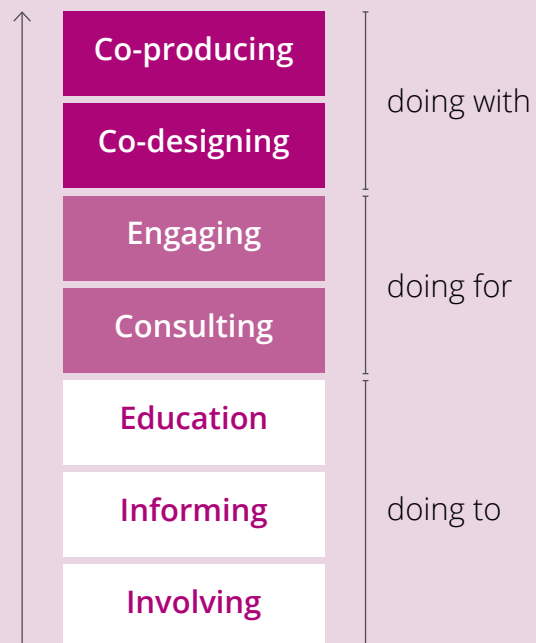 Co-producing
Co-designing
doing with
Engaging
Consulting
doing for
Education
Informing
Involving
doing to